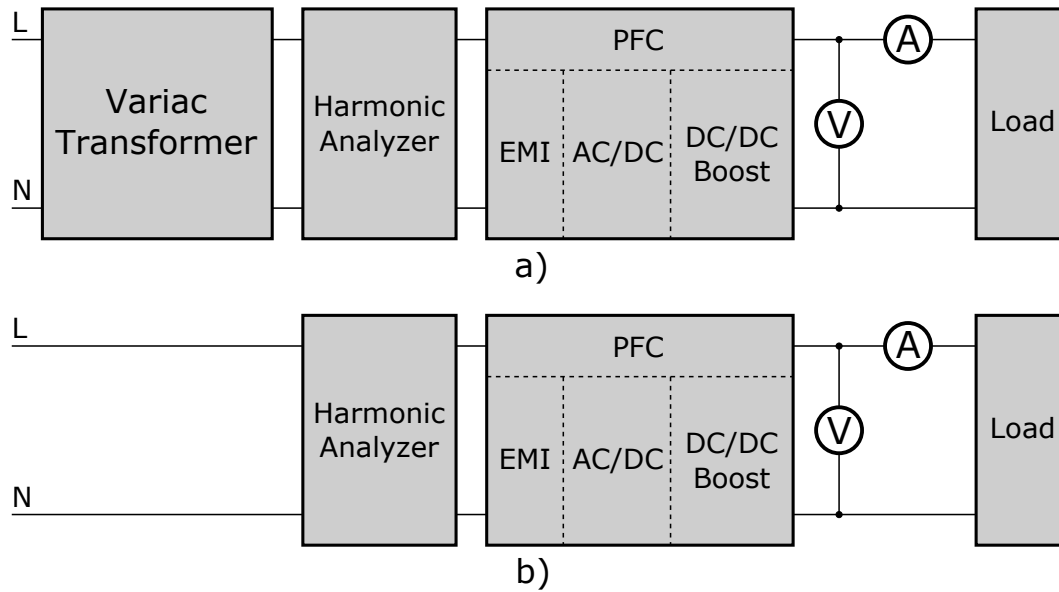 L
N
Variac
Transformer
Harmonic
Analyzer
PFC
EMI
AC/DC
DC/DC
Boost
V
A
Load
a)
L
N
Harmonic
Analyzer
PFC
EMI
AC/DC
DC/DC
Boost
V
A
Load
b)